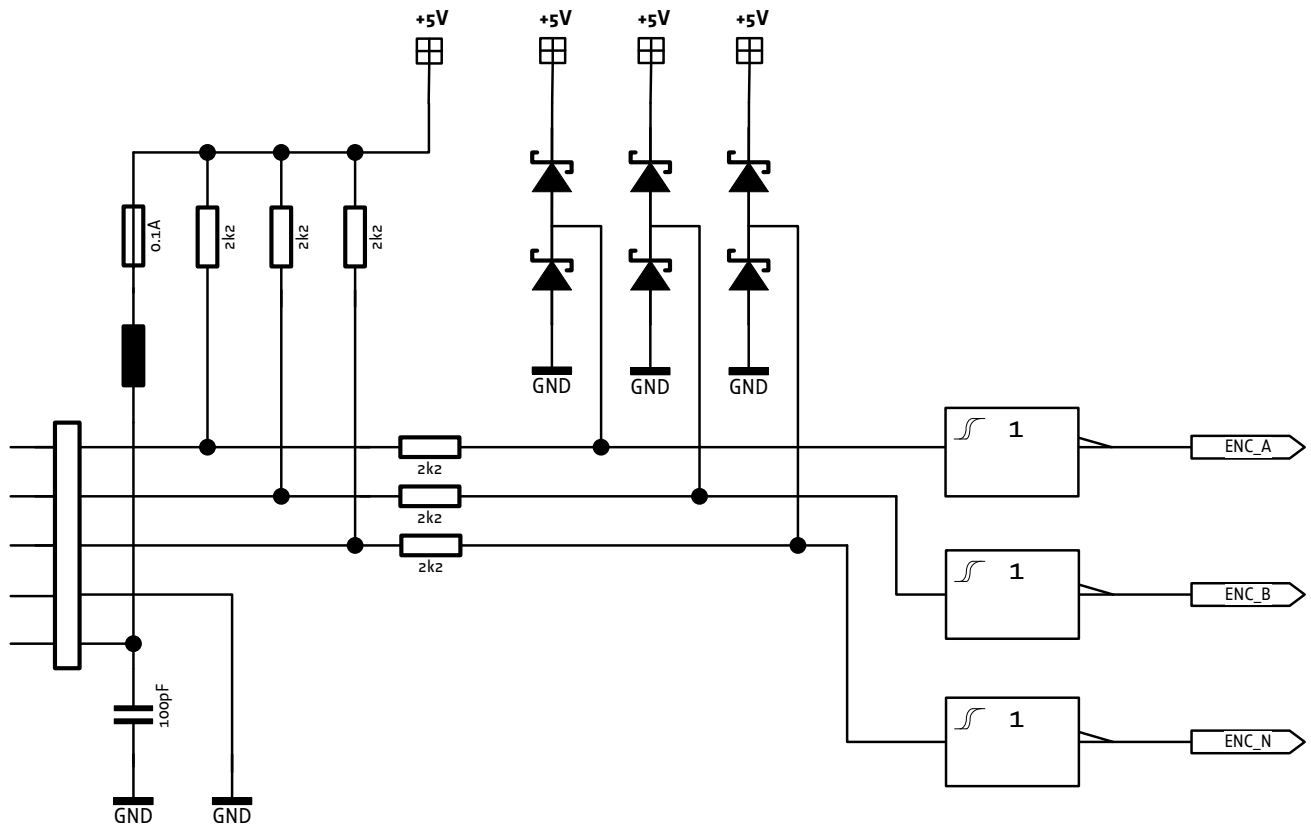 +5V
+5V
+5V
+5V
0.1A
2k2
2k2
2k2
GND
GND
GND
1
ENC_A
2k2
2k2
2k2
1
ENC_B
100pF
1
ENC_N
GND
GND